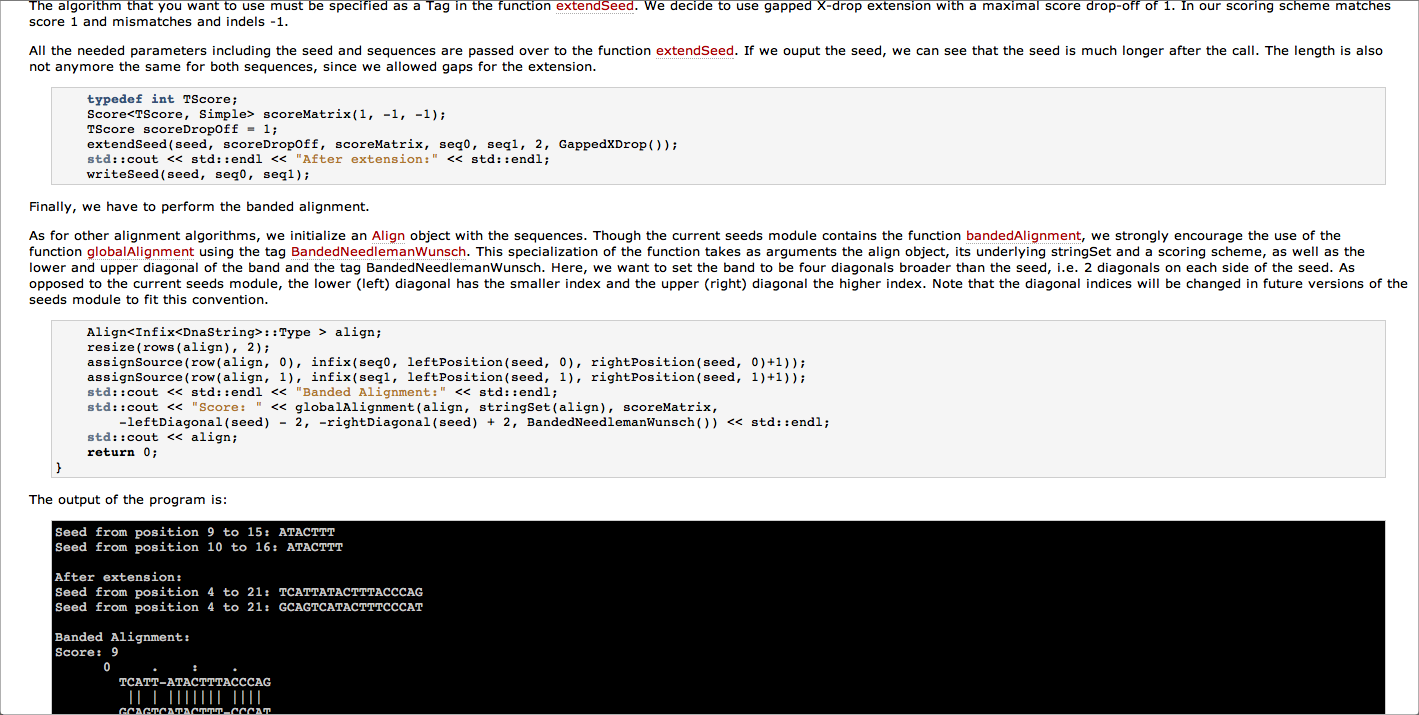 The algorithm that you want to use must be specified as a Tag in the function extendSeed. We decide to use gapped X-drop extension with a maximal score drop-off of 1. In our scoring scheme matches
score 1 and mismatches and indels -1.
All the needed parameters including the seed and sequences are passed over to the function extendSeed. If we ouput the seed, we can see that the seed is much longer after the call. The length is also
not anymore the same for both sequences, since we allowed gaps for the extension.
typedef int TScore;
Score<TScore, Simple> scoreMatrix(1, -1, -1);
TScore scoreDropOff = 1;
extendSeed(seed, scoreDropOff, scoreMatrix, seq0, seq1, 2, GappedXDrop());
std::cout << std::endl << "After extension:" << std::endl;
writeSeed(seed, seq0, seq1);
Finally, we have to perform the banded alignment.
As for other alignment algorithms, we initialize an Align object with the sequences. Though the current seeds module contains the function bandedAlignment, we strongly encourage the use of the
function globalAlignment using the tag BandedNeedlemanWunsch. This specialization of the function takes as arguments the align object, its underlying stringSet and a scoring scheme, as well as the
lower and upper diagonal of the band and the tag BandedNeedlemanWunsch. Here, we want to set the band to be four diagonals broader than the seed, i.e. 2 diagonals on each side of the seed. As
opposed to the current seeds module, the lower (left) diagonal has the smaller index and the upper (right) diagonal the higher index. Note that the diagonal indices will be changed in future versions of the
seeds module to fit this convention.
Align<Infix<DnaString>::Type > align;
resize(rows(align), 2);
assignSource(row(align, 0), infix(seq0, leftPosition(seed, 0), rightPosition(seed, 0)+1));
assignSource(row(align, 1), infix(seq1, leftPosition(seed, 1), rightPosition(seed, 1)+1));
std::cout << std::endl << "Banded Alignment:" << std::endl;
std::cout << "Score: " << globalAlignment(align, stringSet(align), scoreMatrix,
-leftDiagonal(seed) - 2, -rightDiagonal(seed) + 2, BandedNeedlemanWunsch()) << std::endl;
std::cout << align;
return 0;
}
The output of the program is:
Seed from position 9 to 15: ATACTTT
Seed from position 10 to 16: ATACTTT
After extension:
Seed from position 4 to 21: TCATTATACTTTACCCAG
Seed from position 4 to 21: GCAGTCATACTTTCCCAT
Banded Alignment:
Score: 9
0 . : .
TCATT-ATACTTTACCCAG
|| | ||||||| ||||
GCAGTCATACTTT-CCCAT